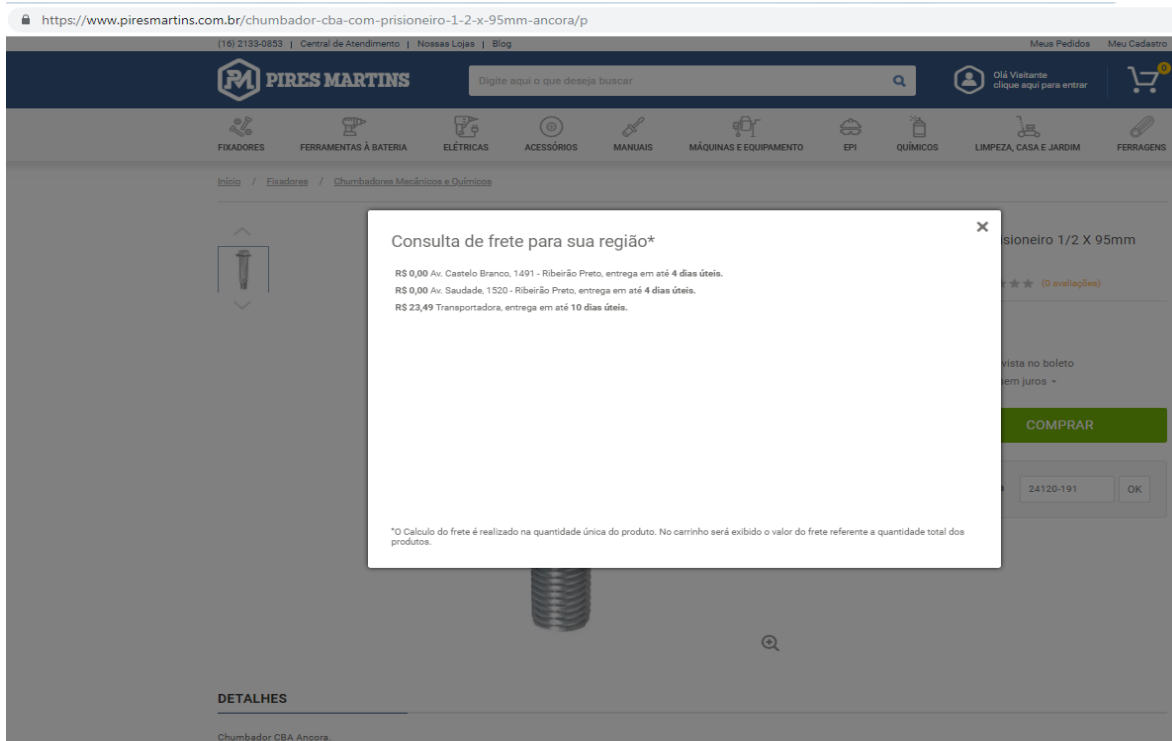 https://www.piresmartins.com.br/chumbador-cba-com-prisioneiro-1-2-x-95mm-ancora/p
(16) 2133-0853 | Central de Atendimento | Nossas Lojas | Blog
Meus Pedidos Meu Cadastro
PM PIRES MARTINS
Digite aqui o que deseja buscar
Olá Visitante
clique aqui para entrar
0
FIXADORES FERRAMENTAS À BATERIA ELÉTRICAS ACESSÓRIOS MANUAIS MÁQUINAS E EQUIPAMENTO EPI QUÍMICOS LIMPEZA, CASA E JARDIM FERRAGENS
Início / Fixadores / Chumbadores Mecânicos e Químicos
Consulta de frete para sua região*
R$ 0,00 Av. Castelo Branco, 1491 - Ribeirão Preto, entrega em até 4 dias úteis.
R$ 0,00 Av. Saudade, 1520 - Ribeirão Preto, entrega em até 4 dias úteis.
R$ 23,49 Transportadora, entrega em até 10 dias úteis.
*O Calculo do frete é realizado na quantidade única do produto. No carrinho será exibido o valor do frete referente a quantidade total dos
produtos.
isioneiro 1/2 X 95mm
(0 avaliações)
vista no boleto
sem juros
COMPRAR
24120-191 OK
DETALHES
Chumbador CBA Ancora.